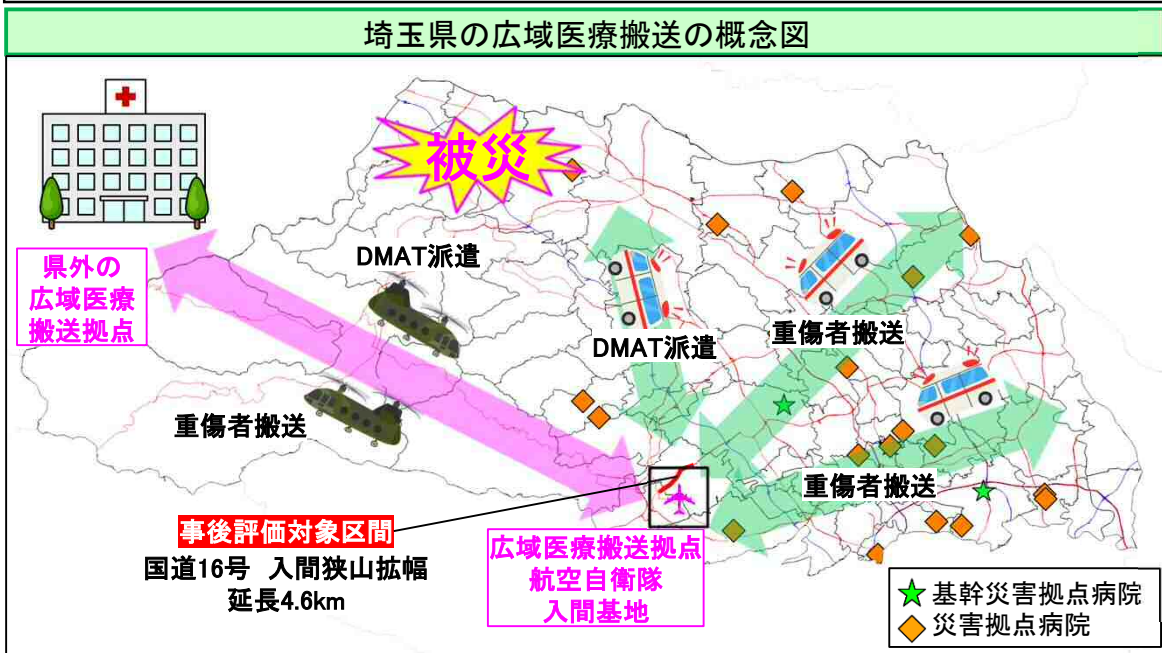 埼玉県の広域医療搬送の概念図
被災
県外の
広域医療
搬送拠点
DMAT派遣
重傷者搬送
DMAT派遣
重傷者搬送
重傷者搬送
事後評価対象区間
国道16号 入間狭山拡幅
延長4.6km
広域医療搬送拠点
航空自衛隊
入間基地
基幹災害拠点病院
災害拠点病院